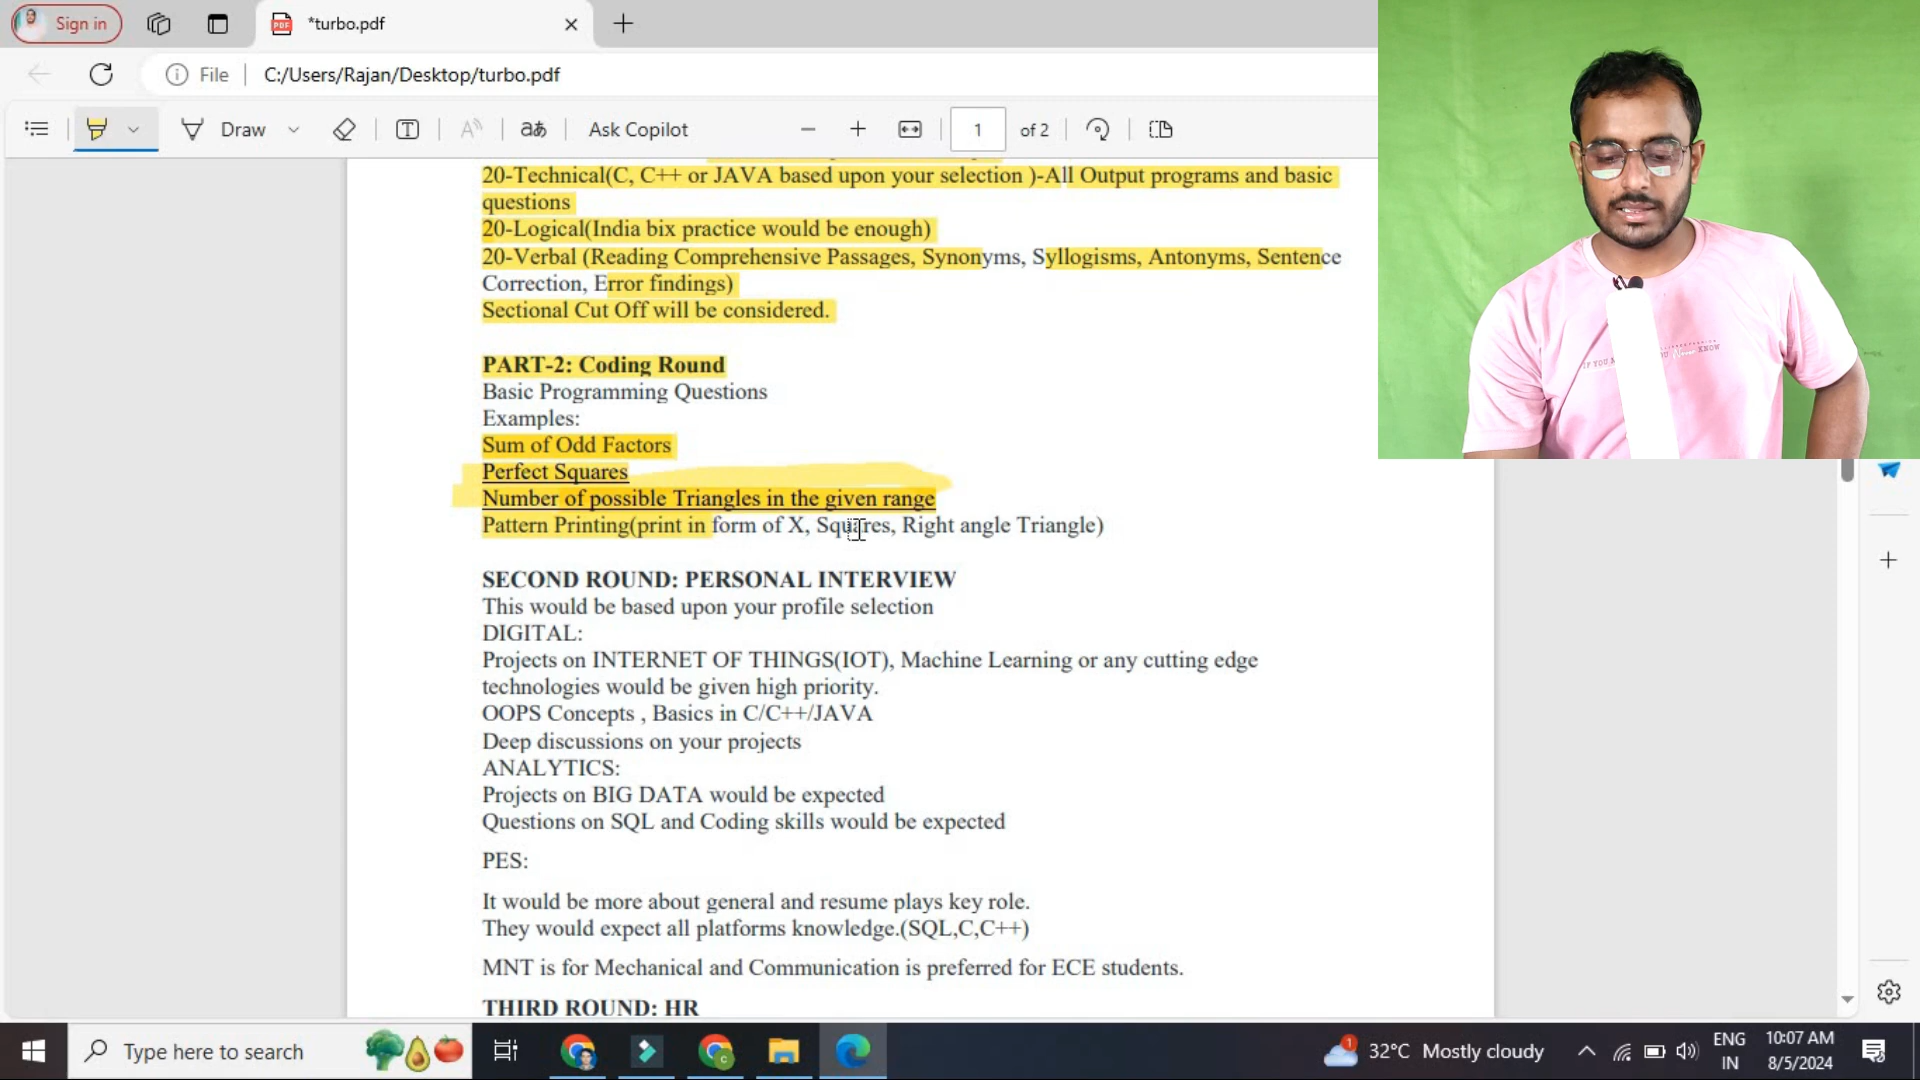 Sign in
*turbo.pdf
File
C:/Users/Rajan/Desktop/turbo.pdf
Draw
Ask Copilot
1
of 2
20-Technical(C, C++ or JAVA based upon your selection )-All Output programs and basic
questions
20-Logical(India bix practice would be enough)
20-Verbal (Reading Comprehensive Passages, Synonyms, Syllogisms, Antonyms, Sentence
Correction, Error findings)
Sectional Cut Off will be considered.
PART-2: Coding Round
Basic Programming Questions
Examples:
Sum of Odd Factors
Perfect Squares
Number of possible Triangles in the given range
Pattern Printing(print in form of X, Squares, Right angle Triangle)
SECOND ROUND: PERSONAL INTERVIEW
This would be based upon your profile selection
DIGITAL:
Projects on INTERNET OF THINGS(IOT), Machine Learning or any cutting edge
technologies would be given high priority.
OOPS Concepts , Basics in C/C++/JAVA
Deep discussions on your projects
ANALYTICS:
Projects on BIG DATA would be expected
Questions on SQL and Coding skills would be expected
PES:
It would be more about general and resume plays key role.
They would expect all platforms knowledge.(SQL,C,C++)
MNT is for Mechanical and Communication is preferred for ECE students.
THIRD ROUND: HR
Type here to search
32°C Mostly cloudy
ENG
IN
10:07 AM
8/5/2024